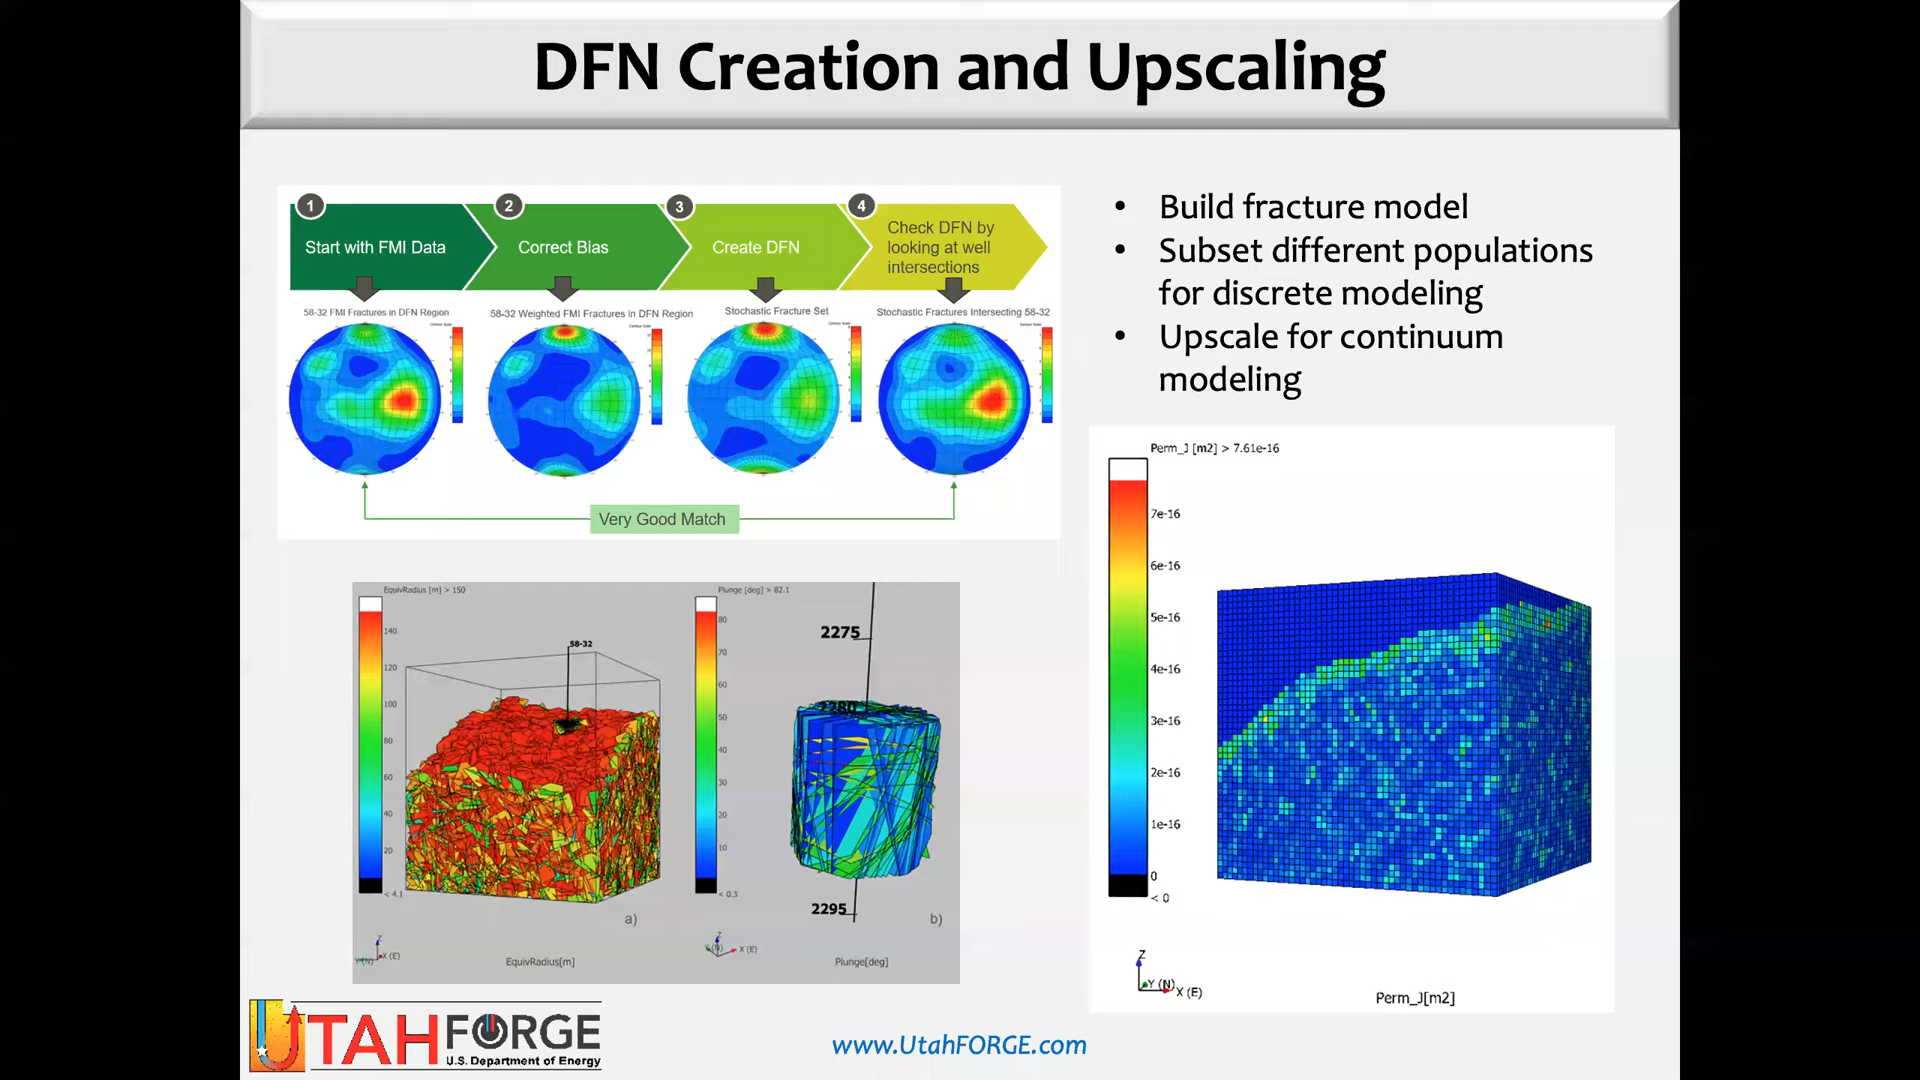 DFN Creation and Upscaling
1
2
3
4
Start with FMI Data
Correct Bias
Create DFN
Check DFN by
looking at well
intersections
58-32 FMI Fractures in DFN Region
58-32 Weighted FMI Fractures in DFN Region
Stochastic Fracture Set
Stochastic Fractures Intersecting 58-32
Very Good Match
• Build fracture model
• Subset different populations
for discrete modeling
• Upscale for continuum
modeling
EquivRadius [m] > 150
140
120
100
80
60
40
20
< 4.1
58-32
a)
Z
Y(N)
X (E)
EquivRadius[m]
Plunge [deg] > 82.1
80
70
60
50
40
30
20
10
< 0.3
2275
2280
2295
b)
Z
Y(N)
X (E)
Plunge[deg]
Perm_J [m2] > 7.61e-16
7e-16
6e-16
5e-16
4e-16
3e-16
2e-16
1e-16
0
< 0
Z
Y (N)
X (E)
Perm_J[m2]
UTAH FORGE
U.S. Department of Energy
www.UtahFORGE.com